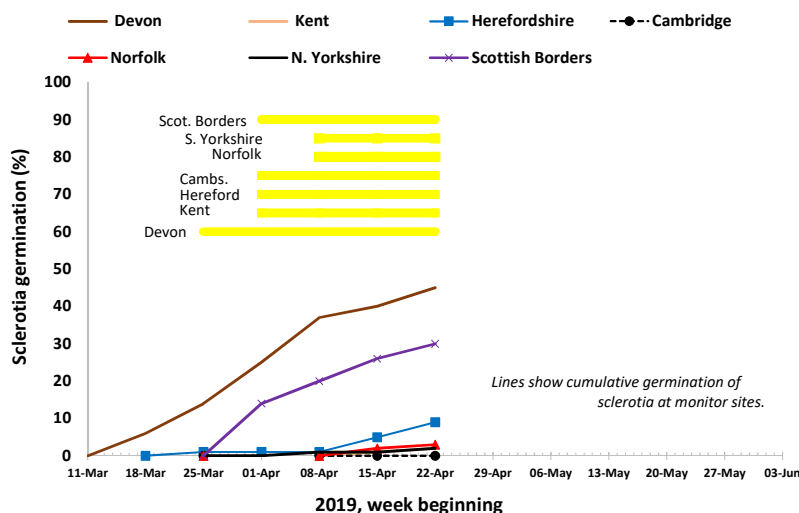 Devon Kent Herefordshire Cambridge
Norfolk N. Yorkshire Scottish Borders
100
90
80
70
60
50
40
30
20
10
0
Sclerotia germination (%)
Scot. Borders
S. Yorkshire
Norfolk
Cambs.
Hereford
Kent
Devon
Lines show cumulative germination of
sclerotia at monitor sites.
11-Mar 18-Mar 25-Mar 01-Apr 08-Apr 15-Apr 22-Apr 29-Apr 06-May 13-May 20-May 27-May 03-Jun
2019, week beginning